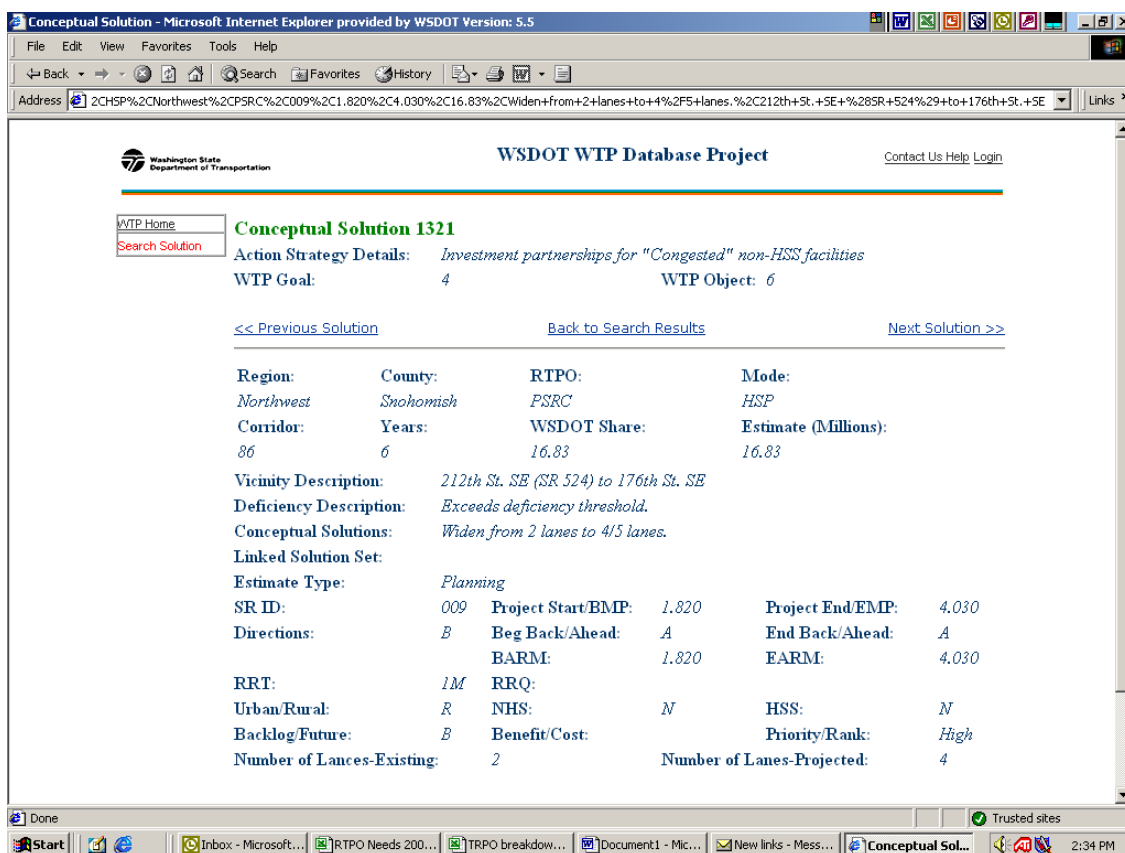 Conceptual Solution - Microsoft Internet Explorer provided by WSDOT Version: 5.5
File Edit View Favorites Tools Help
Back Search Favorites History
Address 2CHSP%2CNorthwest%2CPSRC%2C009%2C1.820%2C4.030%2C16.83%2CWiden+from+2+lanes+to+4%2F5+lanes.%2C212th+St.+SE+%28SR+524%29+to+176th+St.+SE Links
Washington State
Department of Transportation
WSDOT WTP Database Project
Contact Us Help Login
WTP Home
Search Solution
Conceptual Solution 1321
Action Strategy Details: Investment partnerships for "Congested" non-HSS facilities
WTP Goal: 4 WTP Object: 6
<< Previous Solution Back to Search Results Next Solution >>
Region: County: RTPO: Mode:
Northwest Snohomish PSRC HSP
Corridor: Years: WSDOT Share: Estimate (Millions):
86 6 16.83 16.83
Vicinity Description: 212th St. SE (SR 524) to 176th St. SE
Deficiency Description: Exceeds deficiency threshold.
Conceptual Solutions: Widen from 2 lanes to 4/5 lanes.
Linked Solution Set:
Estimate Type: Planning
SR ID: 009 Project Start/BMP: 1.820 Project End/EMP: 4.030
Directions: B Beg Back/Ahead: A End Back/Ahead: A
BARM: 1.820 EARM: 4.030
RRT: 1M RRQ:
Urban/Rural: R NHS: N HSS: N
Backlog/Future: B Benefit/Cost: Priority/Rank: High
Number of Lances-Existing: 2 Number of Lanes-Projected: 4
Done Trusted sites
Start Inbox - Microsoft... RTPO Needs 200... TRPO breakdow... Document1 - Mic... New links - Mess... Conceptual Sol... 2:34 PM